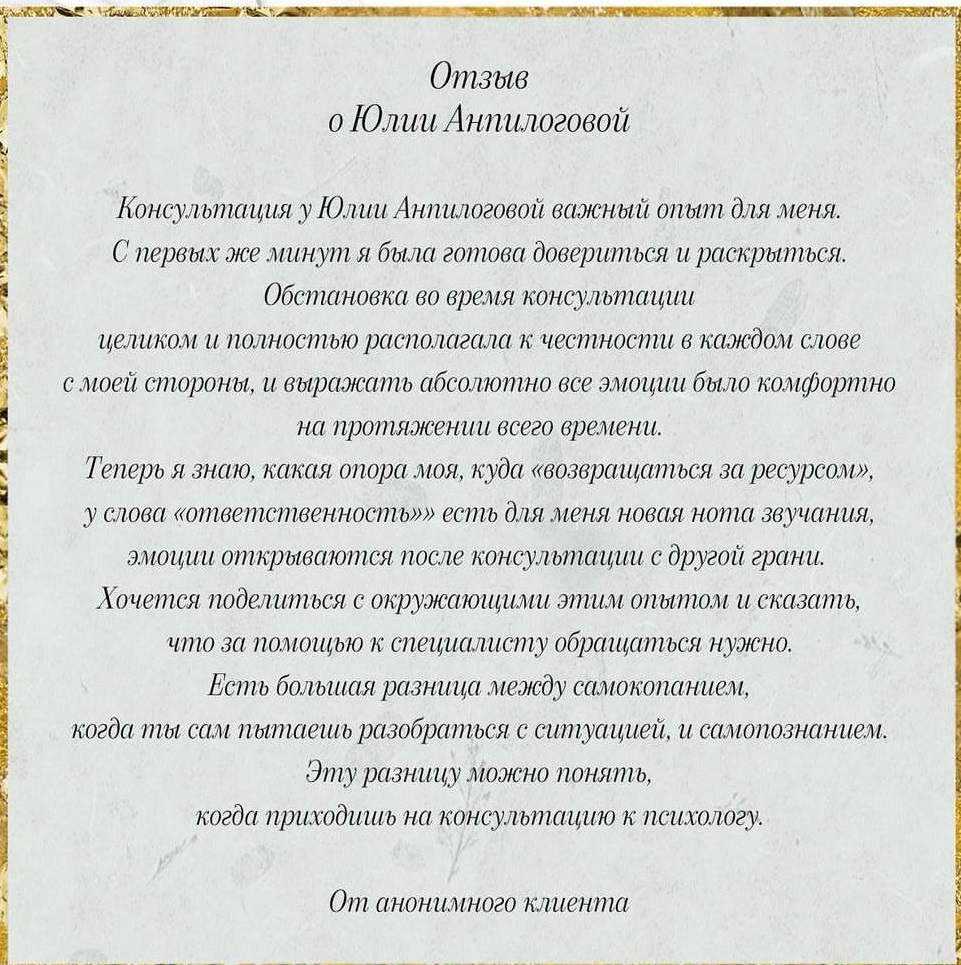 Отзыв
о Юлии Анпилоговой
Консультация у Юлии Анпилоговой важный опыт для меня.
С первых же минут я была готова довериться и раскрыться.
Обстановка во время консультации
целиком и полностью располагала к честности в каждом слове
с моей стороны, и выражать абсолютно все эмоции было комфортно
на протяжении всего времени.
Теперь я знаю, какая опора моя, куда «возвращаться за ресурсом»,
у слова «ответственность»» есть для меня новая нота звучания,
эмоции открываются после консультации с другой грани.
Хочется поделиться с окружающими этим опытом и сказать,
что за помощью к специалисту обращаться нужно.
Есть большая разница между самокопанием,
когда ты сам пытаешь разобраться с ситуацией, и самопознанием.
Эту разницу можно понять,
когда приходишь на консультацию к психологу.
От анонимного клиента